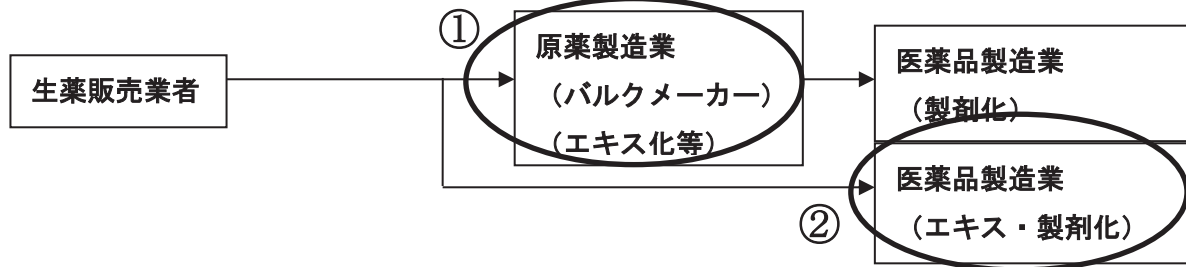 ①
生薬販売業者
原薬製造業
（バルクメーカー）
（エキス化等）
医薬品製造業
（製剤化）
医薬品製造業
（エキス・製剤化）
②